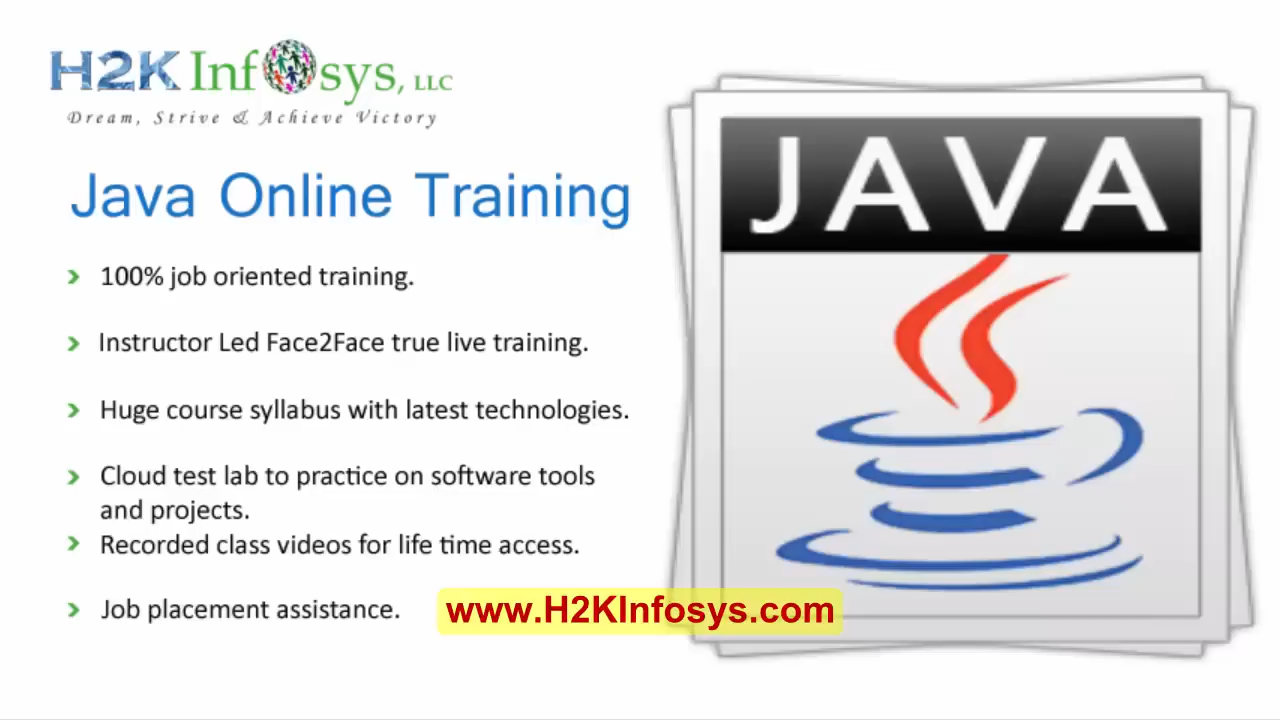 H2K Infosys, LLC
Dream, Strive & Achieve Victory
Java Online Training
100% job oriented training.
Instructor Led Face2Face true live training.
Huge course syllabus with latest technologies.
Cloud test lab to practice on software tools
and projects.
Recorded class videos for life time access.
Job placement assistance.
www.H2KInfosys.com
JAVA